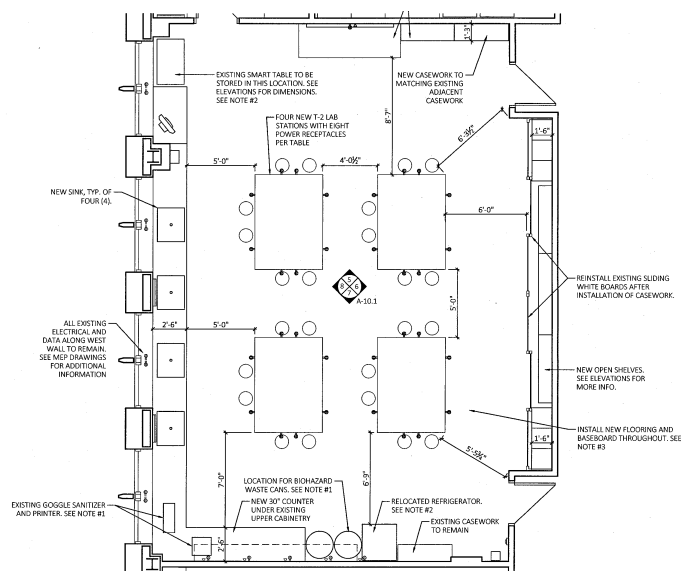 1'-3"
EXISTING SMART TABLE TO BE
STORED IN THIS LOCATION. SEE
ELEVATIONS FOR DIMENSIONS.
SEE NOTE #2
NEW CASEWORK TO
MATCHING EXISTING
ADJACENT
CASEWORK
FOUR NEW T-2 LAB
STATIONS WITH EIGHT
POWER RECEPTACLES
PER TABLE
8'-7"
6'-3½"
1'-6"
5'-0"
4'-0½"
NEW SINK, TYP. OF
FOUR (4).
6'-0"
5
8 6
7
A-10.1
REINSTALL EXISTING SLIDING
WHITE BOARDS AFTER
INSTALLATION OF CASEWORK.
5'-0"
ALL EXISTING
ELECTRICAL AND
DATA ALONG WEST
WALL TO REMAIN.
SEE MEP DRAWINGS
FOR ADDITIONAL
INFORMATION
2'-6"
5'-0"
NEW OPEN SHELVES.
SEE ELEVATIONS FOR
MORE INFO.
INSTALL NEW FLOORING AND
BASEBOARD THROUGHOUT. SEE
NOTE #3
1'-6"
7'-0"
6'-9"
LOCATION FOR BIOHAZARD
WASTE CANS. SEE NOTE #1
EXISTING GOGGLE SANITIZER
AND PRINTER. SEE NOTE #1
NEW 30" COUNTER
UNDER EXISTING
UPPER CABINETRY
RELOCATED REFRIGERATOR.
SEE NOTE #2
EXISTING CASEWORK
TO REMAIN
2'-6"